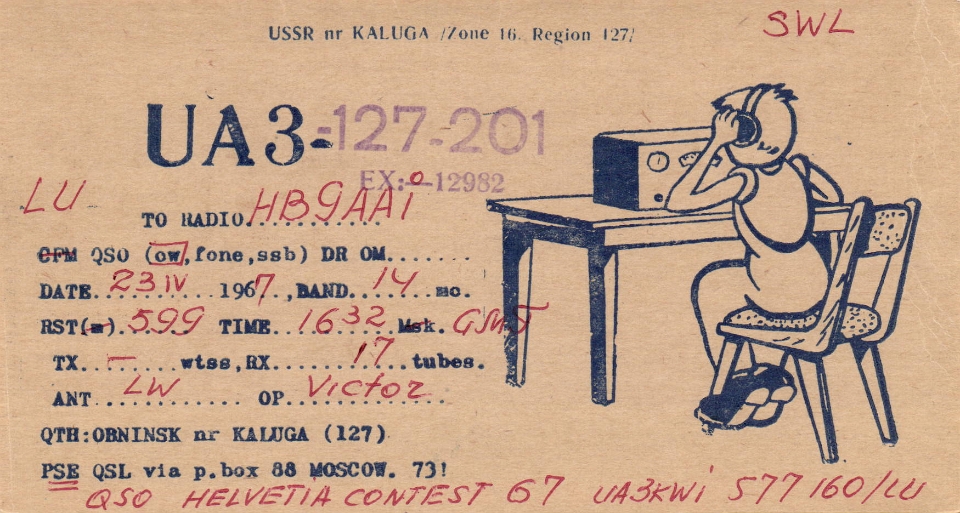 USSR nr KALUGA /Zone 16. Region 127/
SWL
UA3-127-201
EX:-12982
LU
TO RADIO. HB9AAi
CFM QSO (cw,fone,ssb) DR OM........
DATE. 23 IV 1967., BAND. 14 mc.
RST(m). 599 TIME. 1632 Msk. GMT
TX. – wtss, RX. 17 tubes.
ANT. LW OP. Victor
QTH:OBNINSK nr KALUGA (127)
PSE QSL via p.box 88 MOSCOW. 73!
QSO HELVETIA CONTEST 67 UA3KWi 577 160/LU